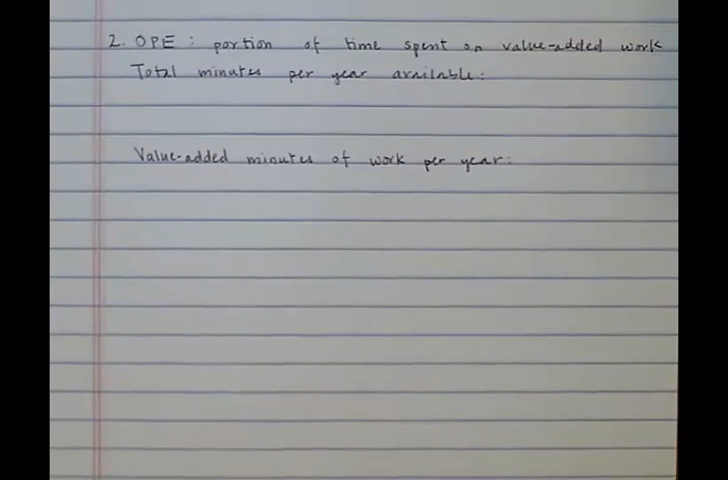 2. OPE : portion of time spent on value-added work
Total minutes per year available:
Value-added minutes of work per year: